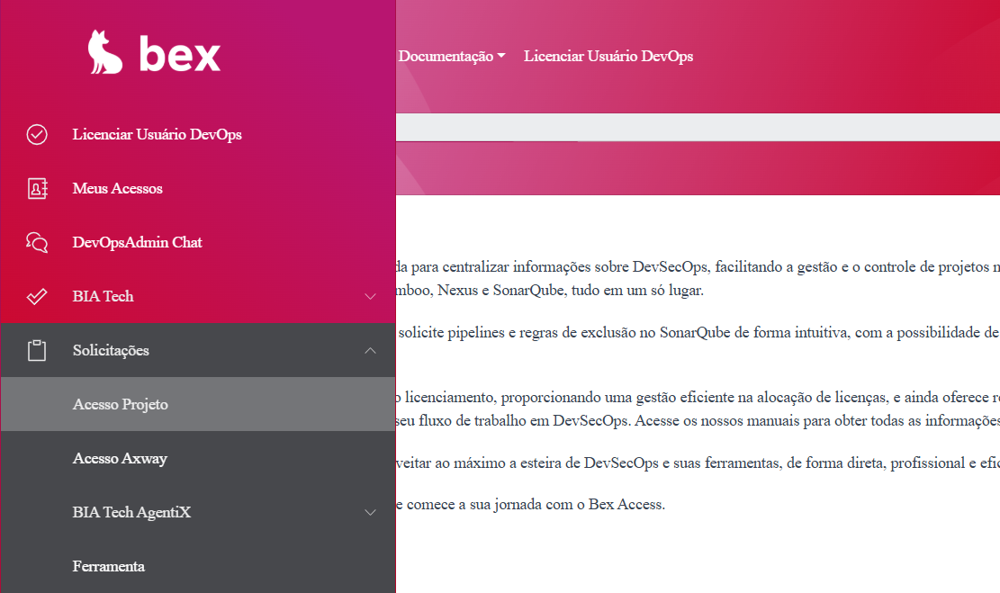 bex
Documentação
Licenciar Usuário DevOps
Licenciar Usuário DevOps
Meus Acessos
DevOpsAdmin Chat
BIA Tech
Solicitações
Acesso Projeto
Acesso Axway
BIA Tech AgentiX
Ferramenta
para centralizar informações sobre DevSecOps, facilitando a gestão e o controle de projetos
Nexus e SonarQube, tudo em um só lugar.
solicite pipelines e regras de exclusão no SonarQube de forma intuitiva, com a possibilidade de
licenciamento, proporcionando uma gestão eficiente na alocação de licenças, e ainda oferece
seu fluxo de trabalho em DevSecOps. Acesse os nossos manuais para obter todas as informações
ao máximo a esteira de DevSecOps e suas ferramentas, de forma direta, profissional e
e comece a sua jornada com o Bex Access.